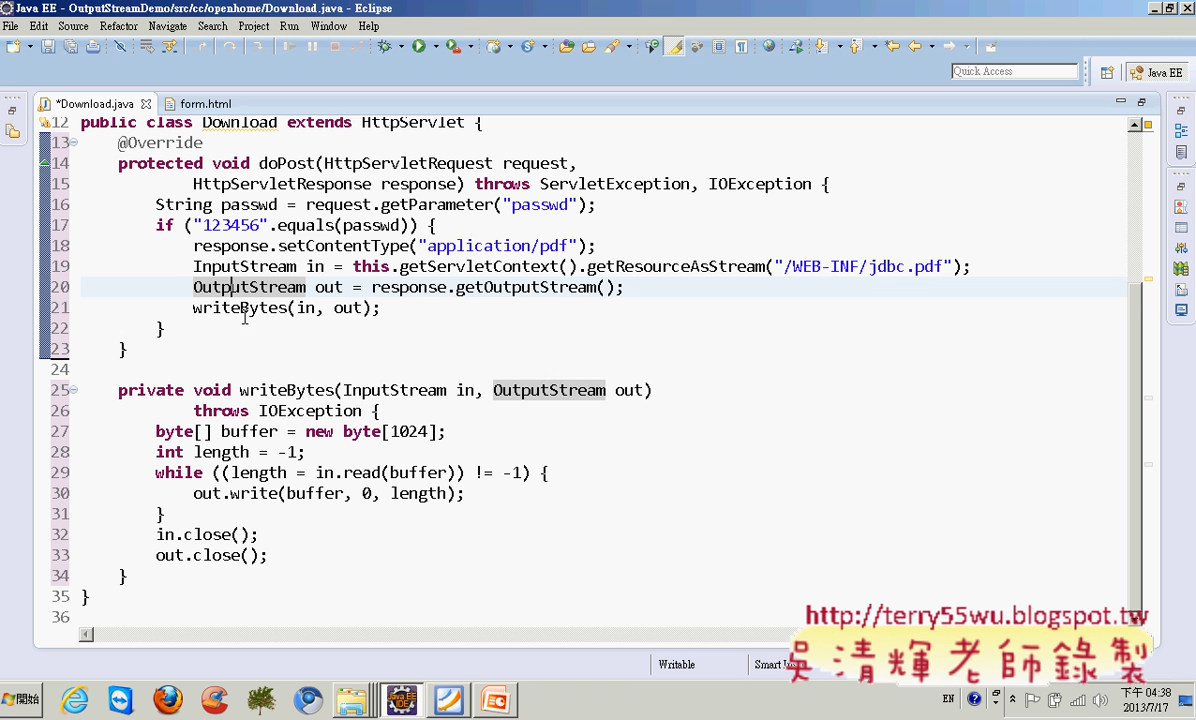 Java EE - OutputStreamDemo/src/cc/openhome/Download.java - Eclipse
File Edit Source Refactor Navigate Search Project Run Window Help
Quick Access
Java EE
*Download.java
form.html
12 public class Download extends HttpServlet {
13 @Override
14 protected void doPost(HttpServletRequest request,
15 HttpServletResponse response) throws ServletException, IOException {
16 String passwd = request.getParameter("passwd");
17 if ("123456".equals(passwd)) {
18 response.setContentType("application/pdf");
19 InputStream in = this.getServletContext().getResourceAsStream("/WEB-INF/jdbc.pdf");
20 OutputStream out = response.getOutputStream();
21 writeBytes(in, out);
22 }
23 }
24
25 private void writeBytes(InputStream in, OutputStream out)
26 throws IOException {
27 byte[] buffer = new byte[1024];
28 int length = -1;
29 while ((length = in.read(buffer)) != -1) {
30 out.write(buffer, 0, length);
31 }
32 in.close();
33 out.close();
34 }
35 }
36
http://terry55wu.blogspot.tw
吳清輝老師錄製
Writable
Smart
開始
EN
下午 04:38
2013/7/17